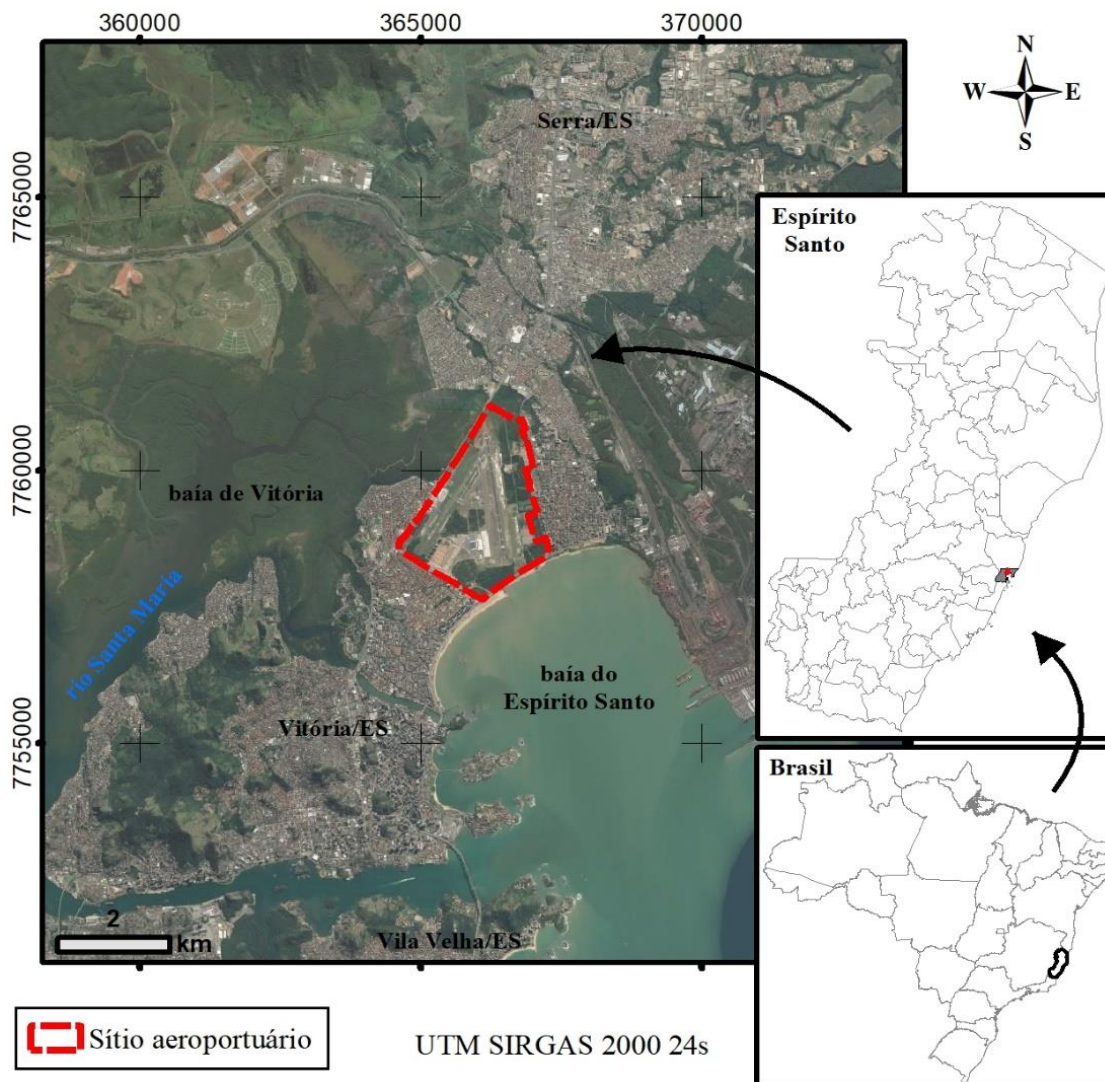 360000
365000
370000
N
W
E
S
Serra/ES
7765000
Espírito
Santo
7760000
baía de Vitória
rio Santa Maria
baía do
Espírito Santo
7755000
Vitória/ES
Brasil
2
km
Vila Velha/ES
Sítio aeroportuário
UTM SIRGAS 2000 24s